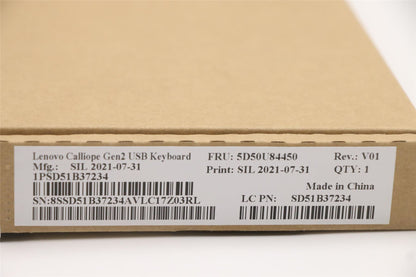 Lenovo Calliope Gen2 USB Keyboard FRU: 5D50U84450 Rev.: V01
Mfg.: SIL 2021-07-31 Print: SIL 2021-07-31 QTY: 1
1PSD51B37234
Made in China
SN:8SSD51B37234AVLC17Z03RL LC PN: SD51B37234